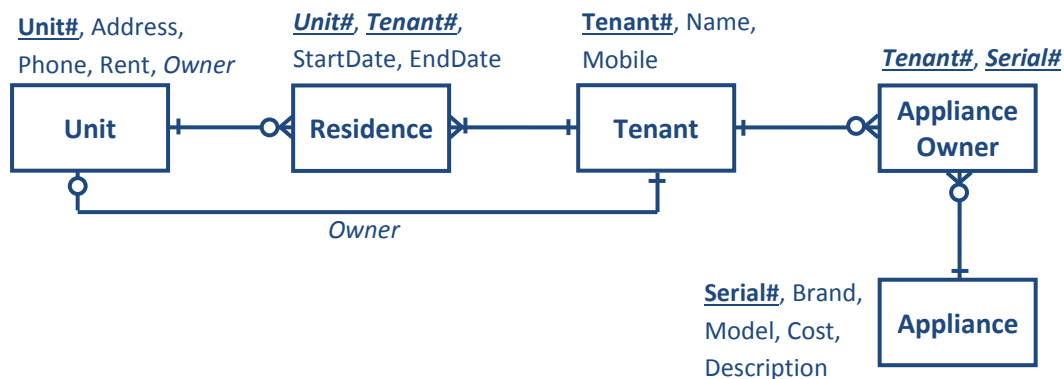 Unit#, Address,
Phone, Rent, Owner
Unit#, Tenant#,
StartDate, EndDate
Tenant#, Name,
Mobile
Tenant#, Serial#
Unit
Residence
Tenant
Appliance
Owner
Owner
Serial#, Brand,
Model, Cost,
Description
Appliance